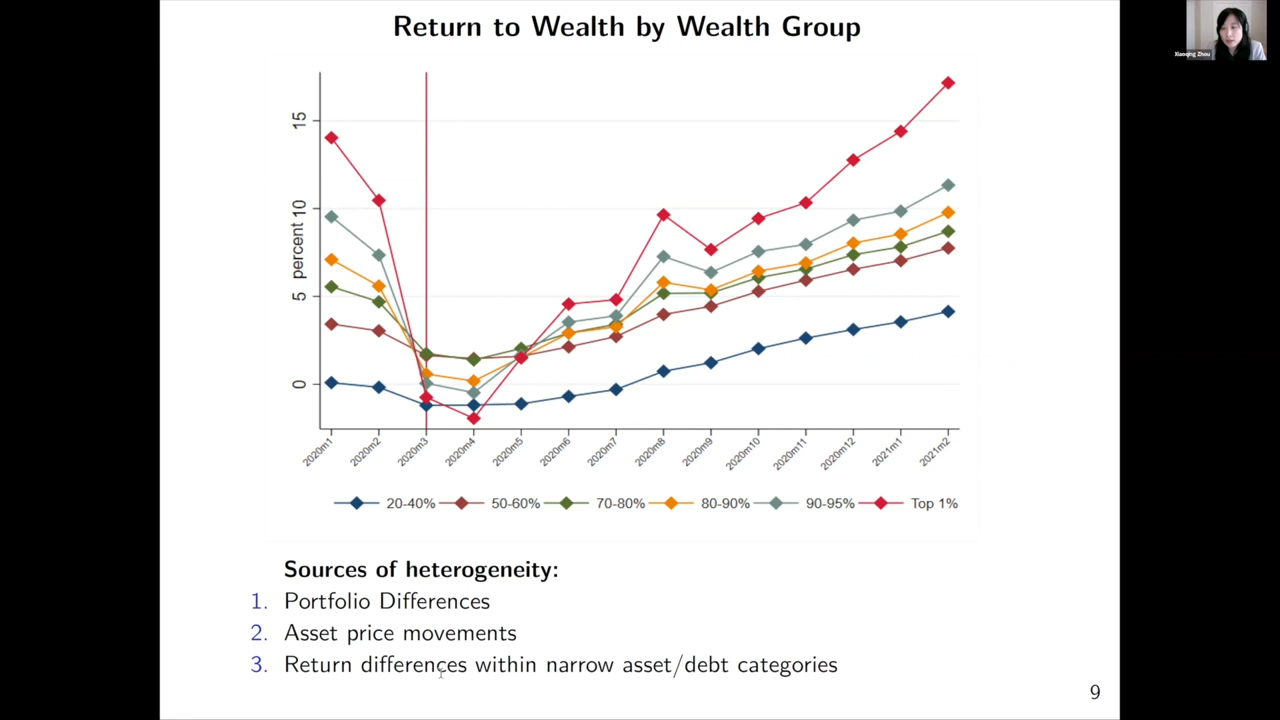 Return to Wealth by Wealth Group
Xiaoqing Zhou
percent
15
10
5
0
2020m1
2020m2
2020m3
2020m4
2020m5
2020m6
2020m7
2020m8
2020m9
2020m10
2020m11
2020m12
2021m1
2021m2
20-40% 50-60% 70-80% 80-90% 90-95% Top 1%
Sources of heterogeneity:
1. Portfolio Differences
2. Asset price movements
3. Return differences within narrow asset/debt categories
9